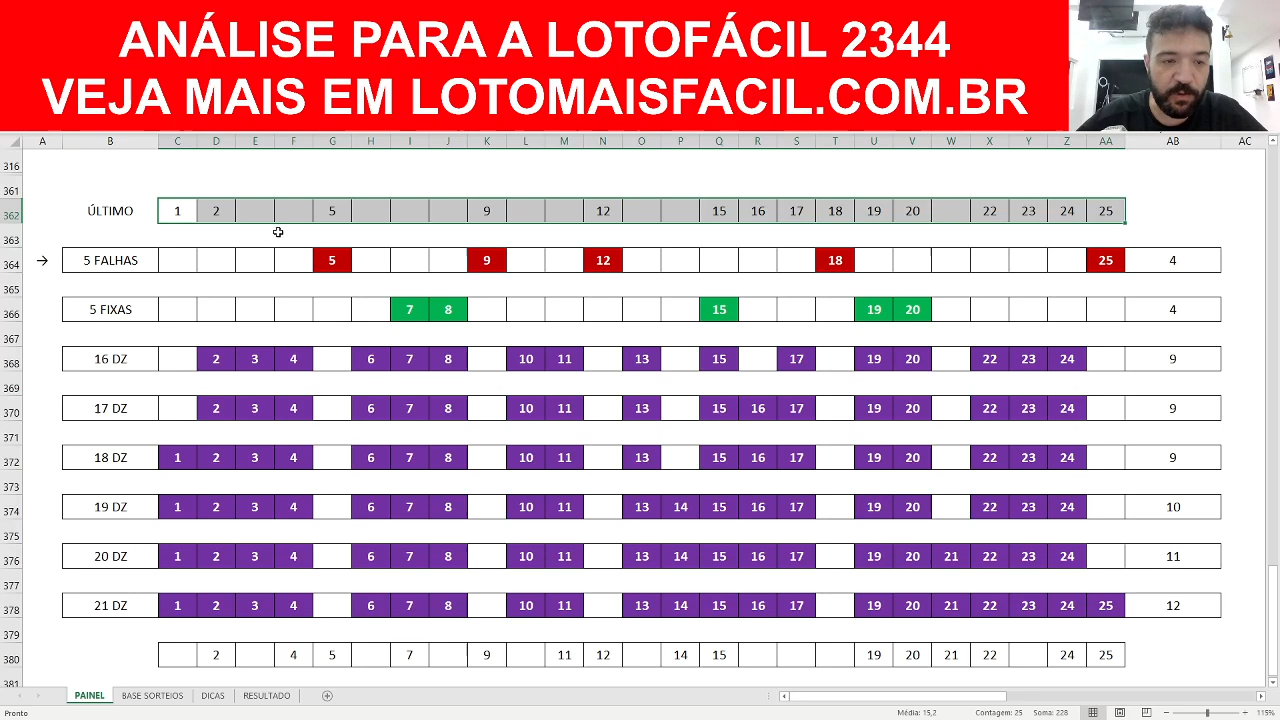 ANÁLISE PARA A LOTOFÁCIL 2344
VEJA MAIS EM LOTOMAISFACIL.COM.BR
A B C D E F G H I J K L M N O P Q R S T U V W X Y Z AA AB AC
316
361
362 ÚLTIMO 1 2 5 9 12 15 16 17 18 19 20 22 23 24 25
363
364 → 5 FALHAS 5 9 12 18 25 4
365
366 5 FIXAS 7 8 15 19 20 4
367
368 16 DZ 2 3 4 6 7 8 10 11 13 15 17 19 20 22 23 24 9
369
370 17 DZ 2 3 4 6 7 8 10 11 13 15 16 17 19 20 22 23 24 9
371
372 18 DZ 1 2 3 4 6 7 8 10 11 13 15 16 17 19 20 22 23 24 9
373
374 19 DZ 1 2 3 4 6 7 8 10 11 13 14 15 16 17 19 20 22 23 24 10
375
376 20 DZ 1 2 3 4 6 7 8 10 11 13 14 15 16 17 19 20 21 22 23 24 11
377
378 21 DZ 1 2 3 4 6 7 8 10 11 13 14 15 16 17 19 20 21 22 23 24 25 12
379
380 2 4 5 7 9 11 12 14 15 19 20 21 22 24 25
381
PAINEL BASE SORTEIOS DICAS RESULTADO
Pronto Média: 15,2 Contagem: 25 Soma: 228 115%